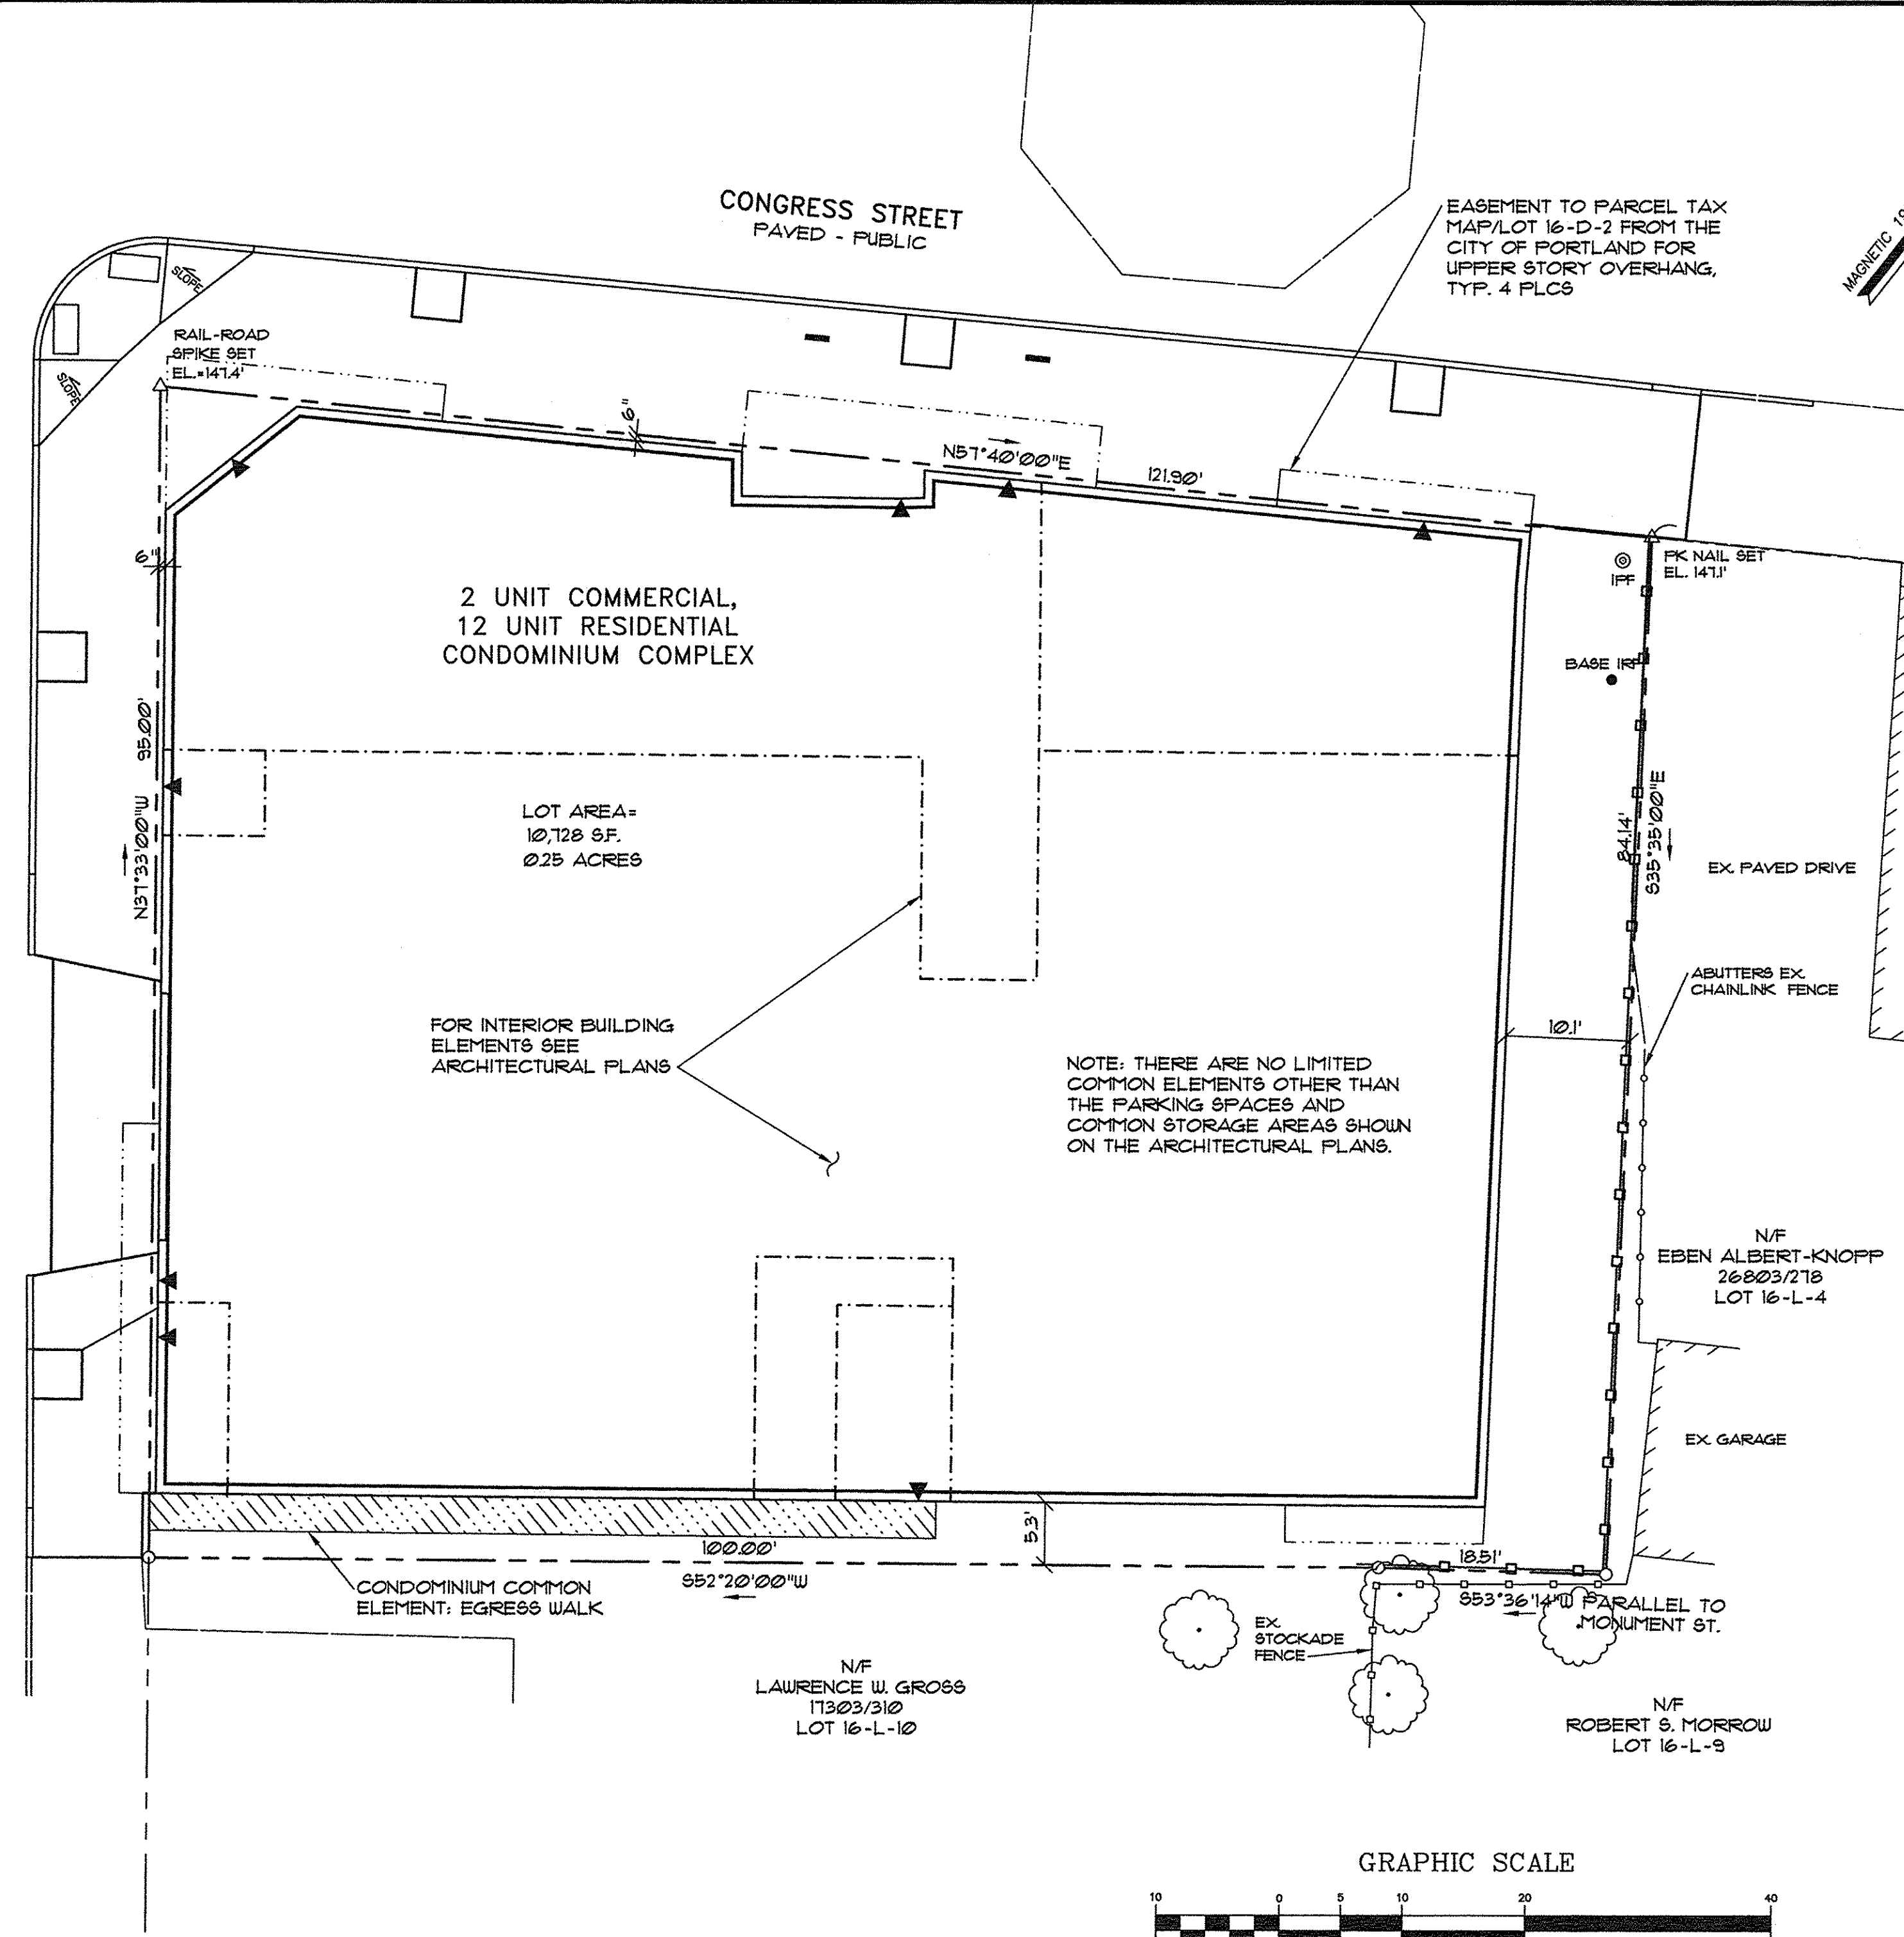 CONGRESS STREET
PAVED - PUBLIC
EASEMENT TO PARCEL TAX
MAP/LOT 16-D-2 FROM THE
CITY OF PORTLAND FOR
UPPER STORY OVERHANG,
TYP. 4 PLCS
MAGNETIC
SLOPE
SLOPE
RAIL-ROAD
SPIKE SET
EL.=147.4'
6"
N57°40'00"E
121.90'
6"
PK NAIL SET
EL. 147.1'
IPF
2 UNIT COMMERCIAL,
12 UNIT RESIDENTIAL
CONDOMINIUM COMPLEX
BASE IRF
95.00'
N37°33'00"W
LOT AREA=
10,728 S.F.
0.25 ACRES
84.14'
S35°35'00"E
EX. PAVED DRIVE
ABUTTERS EX.
CHAINLINK FENCE
10.1'
FOR INTERIOR BUILDING
ELEMENTS SEE
ARCHITECTURAL PLANS
NOTE: THERE ARE NO LIMITED
COMMON ELEMENTS OTHER THAN
THE PARKING SPACES AND
COMMON STORAGE AREAS SHOWN
ON THE ARCHITECTURAL PLANS.
N/F
EBEN ALBERT-KNOPP
26803/278
LOT 16-L-4
EX. GARAGE
5.3'
100.00'
S52°20'00"W
18.51'
S53°36'14"W PARALLEL TO
MONUMENT ST.
CONDOMINIUM COMMON
ELEMENT: EGRESS WALK
EX.
STOCKADE
FENCE
N/F
LAWRENCE W. GROSS
17303/310
LOT 16-L-10
N/F
ROBERT S. MORROW
LOT 16-L-9
GRAPHIC SCALE
10 0 5 10 20 40